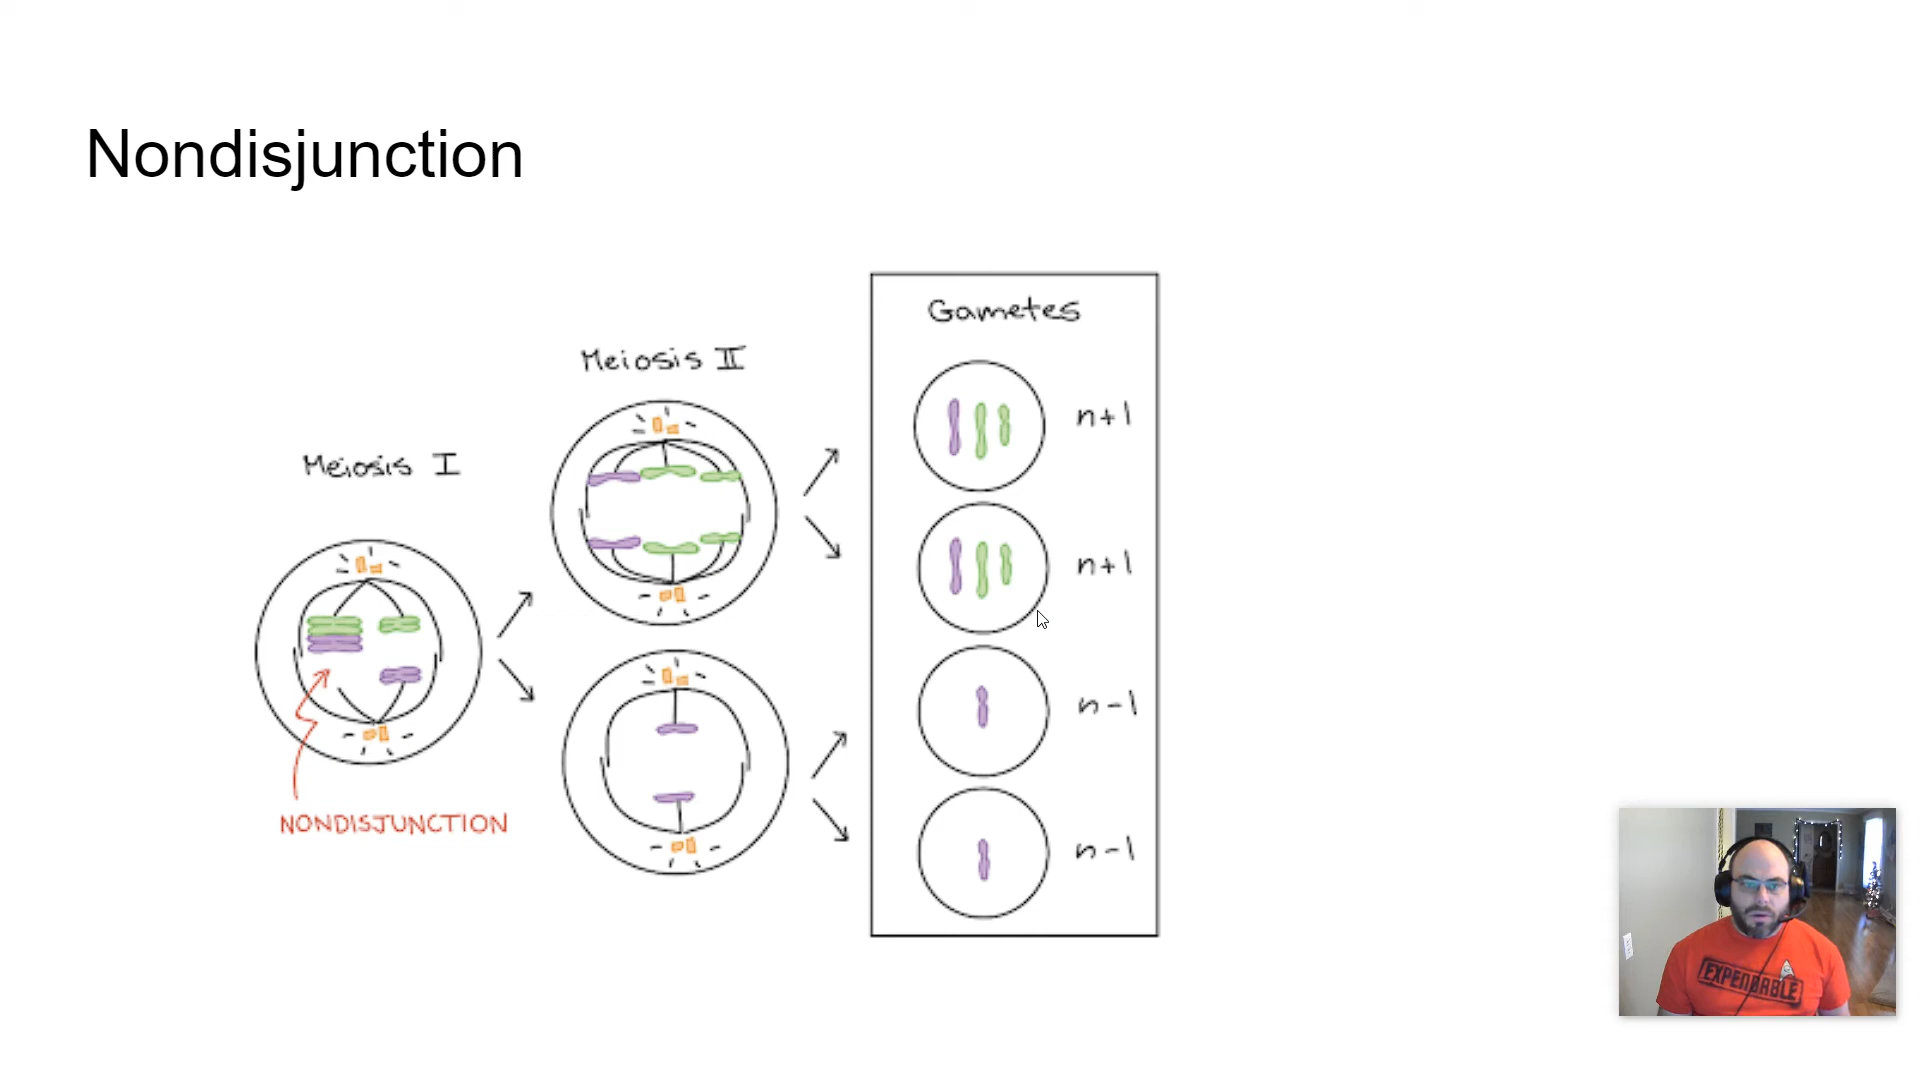 Nondisjunction
Gametes
Meiosis II
Meiosis I
n+1
n+1
n-1
n-1
NONDISJUNCTION
EXPENDABLE